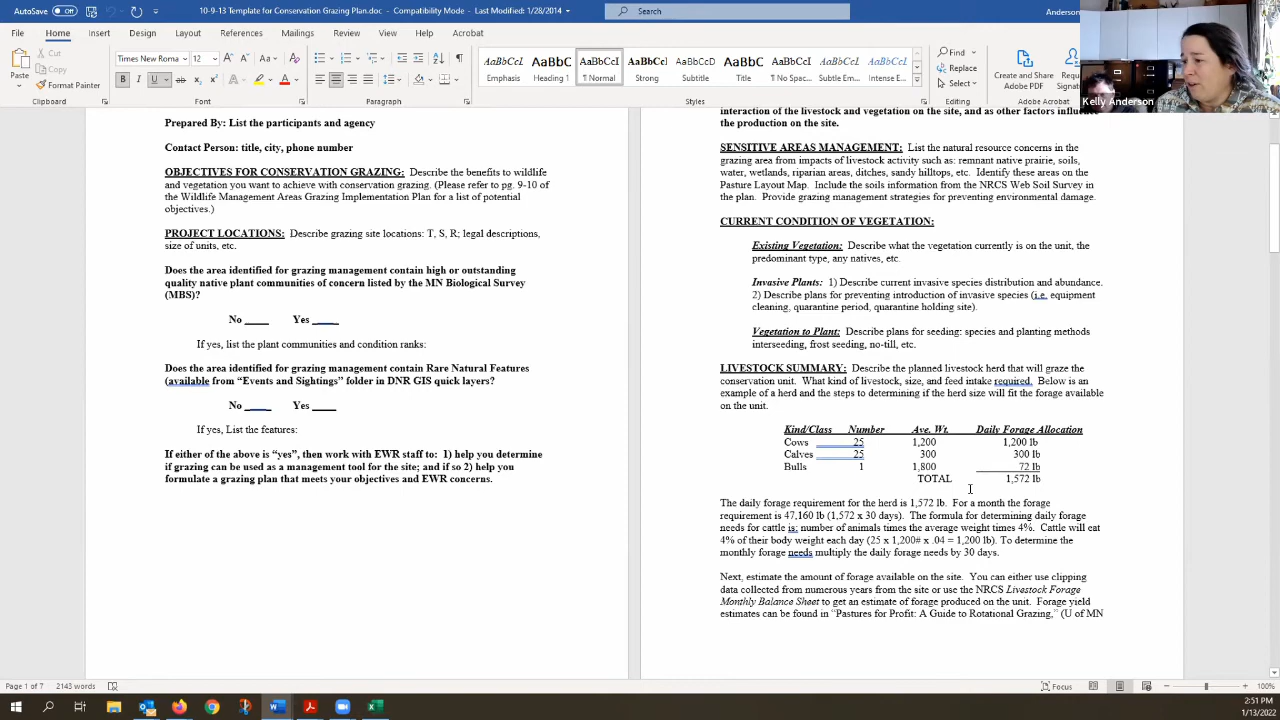 AutoSave Off
10-9-13 Template for Conservation Grazing Plan.doc - Compatibility Mode - Last Modified: 1/28/2014
Search
Anderson
File Home Insert Design Layout References Mailings Review View Help Acrobat
Paste
Cut
Copy
Format Painter
Clipboard
Times New Roma 12
Font
Paragraph
AaBbCcI Emphasis
AaBbC Heading 1
AaBbCcI ¶ Normal
AaBbCcl Strong
AaBbCcD Subtitle
AaBbC Title
AaBbCcI ¶ No Spac...
AaBbCcI Subtle Em...
AaBbCcI Intense E...
Styles
Find
Replace
Select
Editing
Create and Share
Adobe PDF
Adobe Acrobat
Kelly Anderson
Prepared By: List the participants and agency
Contact Person: title, city, phone number
OBJECTIVES FOR CONSERVATION GRAZING: Describe the benefits to wildlife
and vegetation you want to achieve with conservation grazing. (Please refer to pg. 9-10 of
the Wildlife Management Areas Grazing Implementation Plan for a list of potential
objectives.)
PROJECT LOCATIONS: Describe grazing site locations: T, S, R; legal descriptions,
size of units, etc.
Does the area identified for grazing management contain high or outstanding
quality native plant communities of concern listed by the MN Biological Survey
(MBS)?
No ____ Yes ____
If yes, list the plant communities and condition ranks:
Does the area identified for grazing management contain Rare Natural Features
(available from “Events and Sightings” folder in DNR GIS quick layers?
No ____ Yes ____
If yes, List the features:
If either of the above is “yes”, then work with EWR staff to: 1) help you determine
if grazing can be used as a management tool for the site; and if so 2) help you
formulate a grazing plan that meets your objectives and EWR concerns.
interaction of the livestock and vegetation on the site, and as other factors influence
the production on the site.
SENSITIVE AREAS MANAGEMENT: List the natural resource concerns in the
grazing area from impacts of livestock activity such as: remnant native prairie, soils,
water, wetlands, riparian areas, ditches, sandy hilltops, etc. Identify these areas on the
Pasture Layout Map. Include the soils information from the NRCS Web Soil Survey in
the plan. Provide grazing management strategies for preventing environmental damage.
CURRENT CONDITION OF VEGETATION:
Existing Vegetation: Describe what the vegetation currently is on the unit, the
predominant type, any natives, etc.
Invasive Plants: 1) Describe current invasive species distribution and abundance.
2) Describe plans for preventing introduction of invasive species (i.e. equipment
cleaning, quarantine period, quarantine holding site).
Vegetation to Plant: Describe plans for seeding: species and planting methods
interseeding, frost seeding, no-till, etc.
LIVESTOCK SUMMARY: Describe the planned livestock herd that will graze the
conservation unit. What kind of livestock, size, and feed intake required. Below is an
example of a herd and the steps to determining if the herd size will fit the forage available
on the unit.
Kind/Class Number Ave. Wt. Daily Forage Allocation
Cows 25 1,200 1,200 lb
Calves 25 300 300 lb
Bulls 1 1,800 72 lb
TOTAL 1,572 lb
The daily forage requirement for the herd is 1,572 lb. For a month the forage
requirement is 47,160 lb (1,572 x 30 days). The formula for determining daily forage
needs for cattle is: number of animals times the average weight times 4%. Cattle will eat
4% of their body weight each day (25 x 1,200# x .04 = 1,200 lb). To determine the
monthly forage needs multiply the daily forage needs by 30 days.
Next, estimate the amount of forage available on the site. You can either use clipping
data collected from numerous years from the site or use the NRCS Livestock Forage
Monthly Balance Sheet to get an estimate of forage produced on the unit. Forage yield
estimates can be found in “Pastures for Profit: A Guide to Rotational Grazing,” (U of MN
Page 1 of 7 2143 words
Focus
100%
2:51 PM
1/13/2022